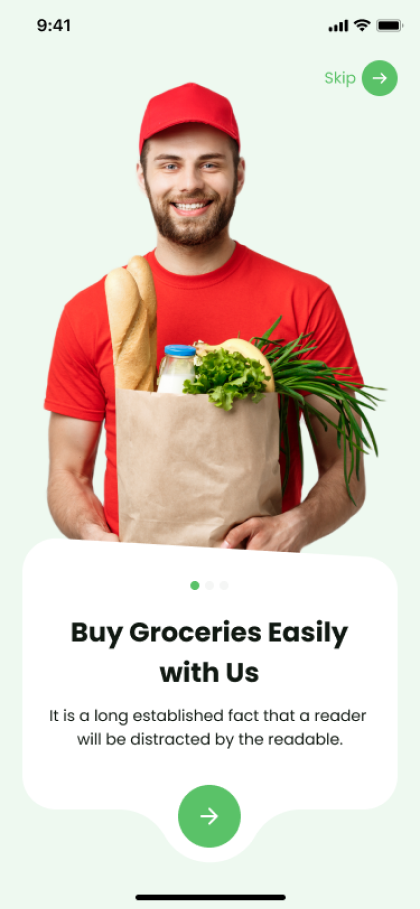 9:41
Skip
Buy Groceries Easily
with Us
It is a long established fact that a reader
will be distracted by the readable.